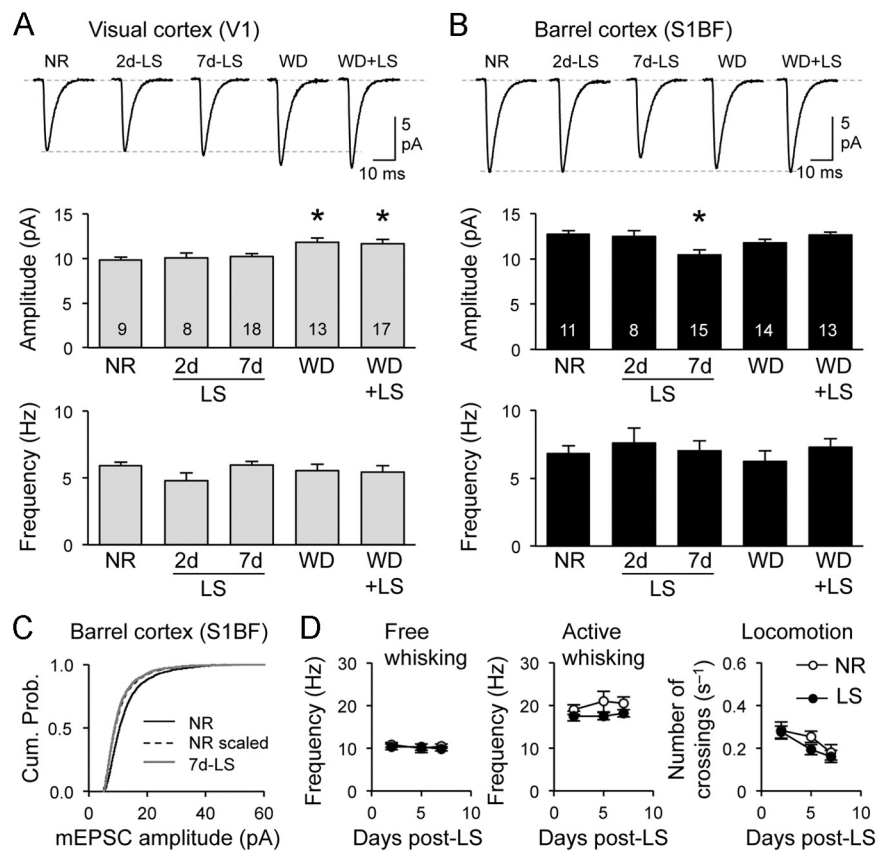 A Visual cortex (V1)
NR 2d-LS 7d-LS WD WD+LS
5
pA
10 ms
Amplitude (pA)
15
10
5
0
9 8 18 13 17
* *
NR 2d 7d WD WD
LS +LS
Frequency (Hz)
10
5
0
NR 2d 7d WD WD
LS +LS
B Barrel cortex (S1BF)
NR 2d-LS 7d-LS WD WD+LS
5
pA
10 ms
Amplitude (pA)
15
10
5
0
11 8 15 14 13
*
NR 2d 7d WD WD
LS +LS
Frequency (Hz)
10
5
0
NR 2d 7d WD WD
LS +LS
C Barrel cortex (S1BF)
Cum. Prob.
1.0
0.5
0.0
NR
NR scaled
7d-LS
0 20 40 60
mEPSC amplitude (pA)
D Free
whisking
Frequency (Hz)
30
20
10
0
0 5 10
Days post-LS
Active
whisking
Frequency (Hz)
30
20
10
0
0 5 10
Days post-LS
Locomotion
Number of
crossings (s⁻¹)
0.6
0.4
0.2
0.0
NR
LS
0 5 10
Days post-LS